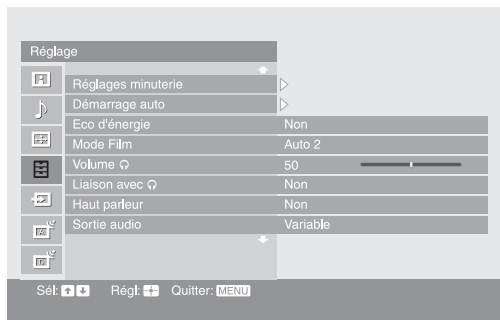 Réglage
Réglages minuterie
Démarrage auto
Eco d'énergie Non
Mode Film Auto 2
Volume 50
Liaison avec Non
Haut parleur Non
Sortie audio Variable
Sél: Régl: Quitter: MENU